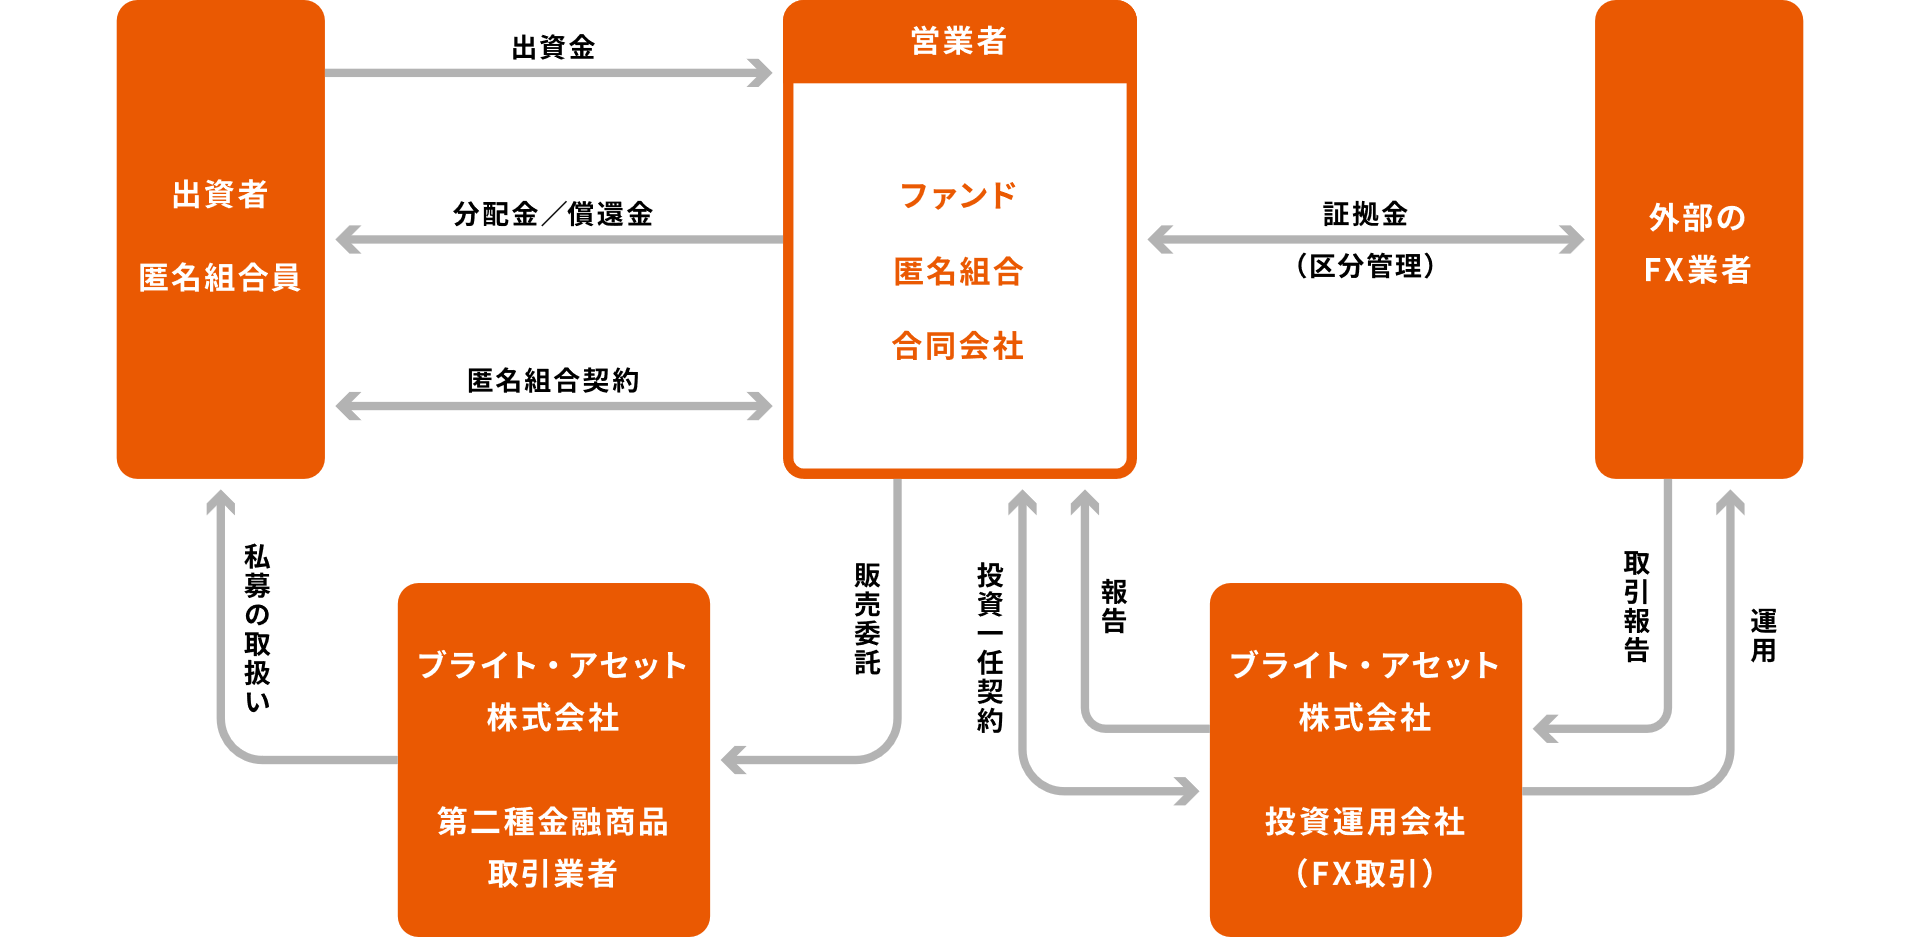 出資者
匿名組合員
出資金
分配金／償還金
匿名組合契約
営業者
ファンド
匿名組合
合同会社
証拠金
（区分管理）
外部の
FX業者
私募の取扱い
ブライト・アセット
株式会社
第二種金融商品
取引業者
販売委託
投資一任契約
報告
ブライト・アセット
株式会社
投資運用会社
（FX取引）
取引報告
運用